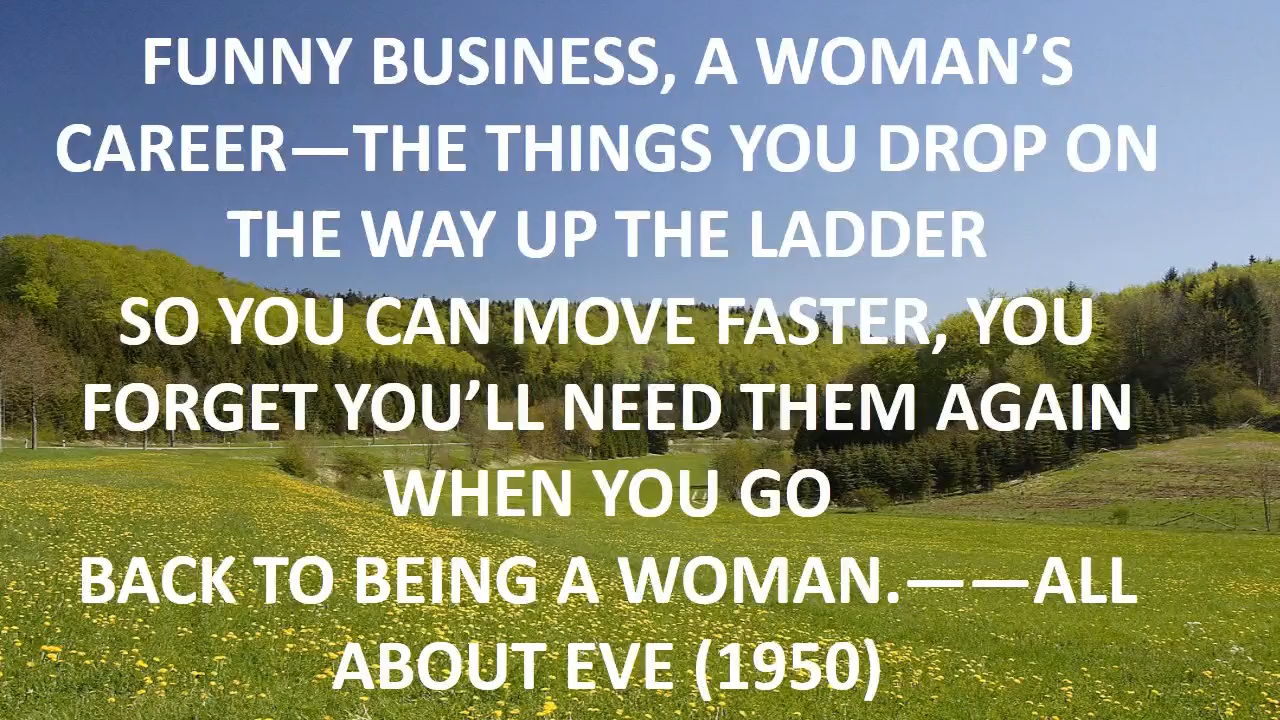 FUNNY BUSINESS, A WOMAN’S
CAREER—THE THINGS YOU DROP ON
THE WAY UP THE LADDER
SO YOU CAN MOVE FASTER, YOU
FORGET YOU’LL NEED THEM AGAIN
WHEN YOU GO
BACK TO BEING A WOMAN.——ALL
ABOUT EVE (1950)